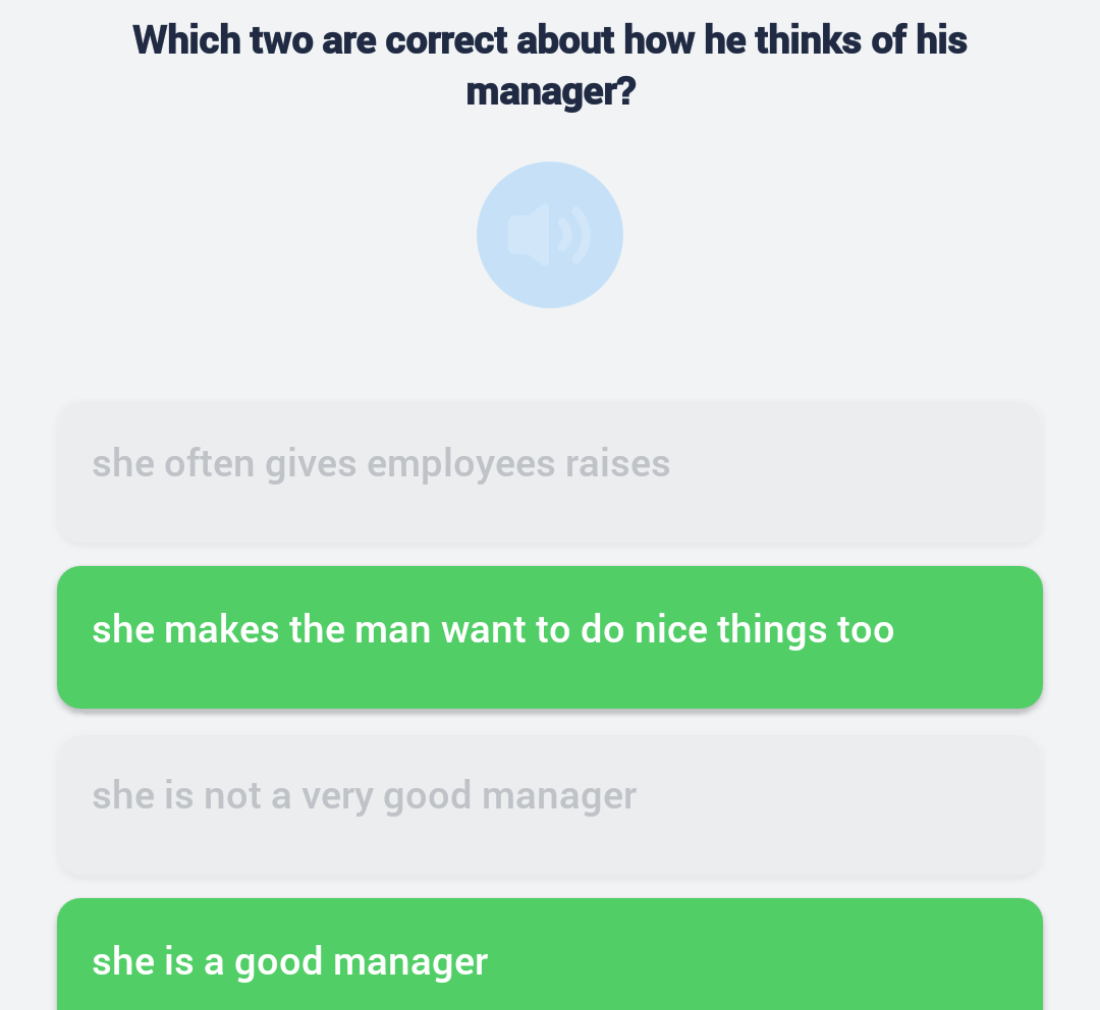 Which two are correct about how he thinks of his
manager?
she often gives employees raises
she makes the man want to do nice things too
she is not a very good manager
she is a good manager